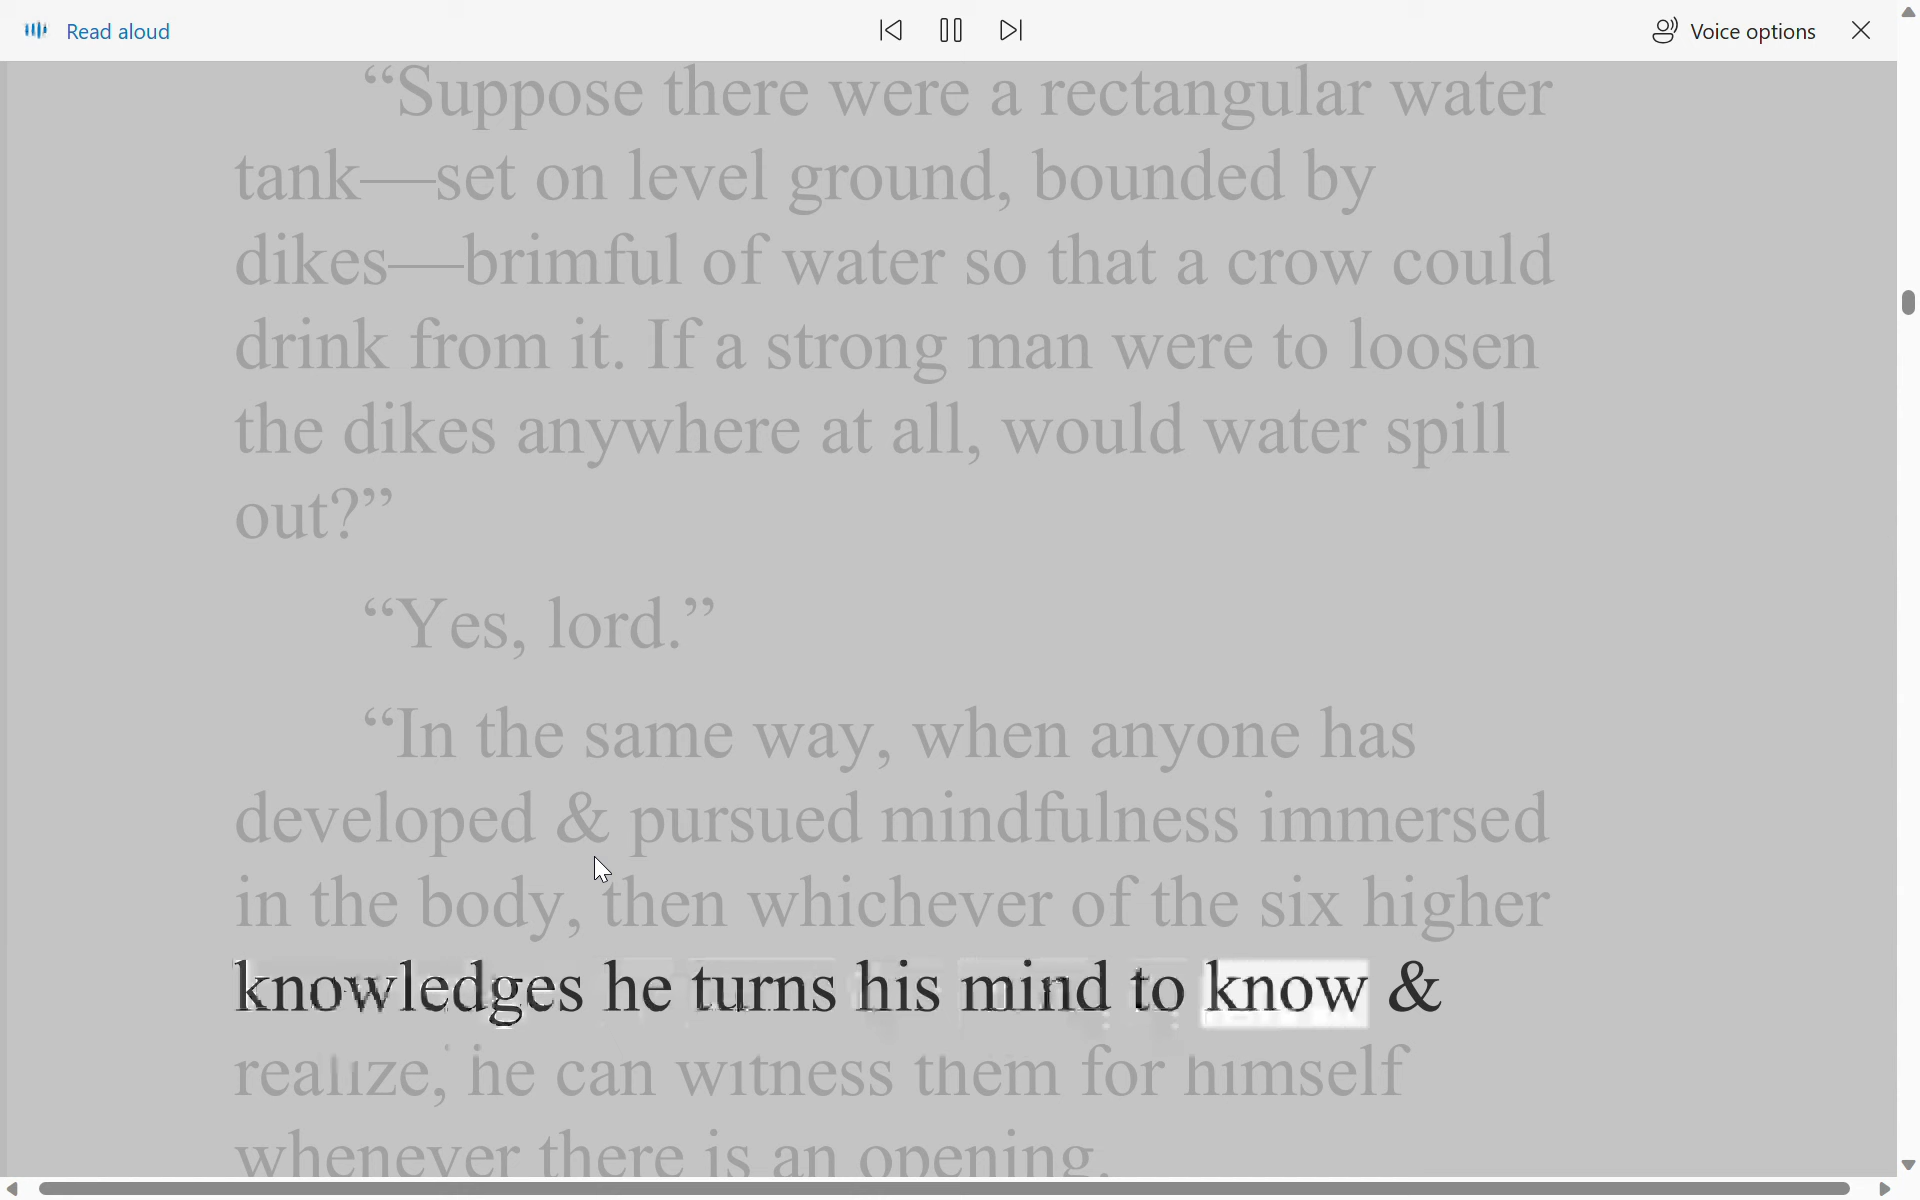 Read aloud
Voice options
“Suppose there were a rectangular water
tank—set on level ground, bounded by
dikes—brimful of water so that a crow could
drink from it. If a strong man were to loosen
the dikes anywhere at all, would water spill
out?”
“Yes, lord.”
“In the same way, when anyone has
developed & pursued mindfulness immersed
in the body, then whichever of the six higher
knowledges he turns his mind to know &
realize, he can witness them for himself
whenever there is an opening.